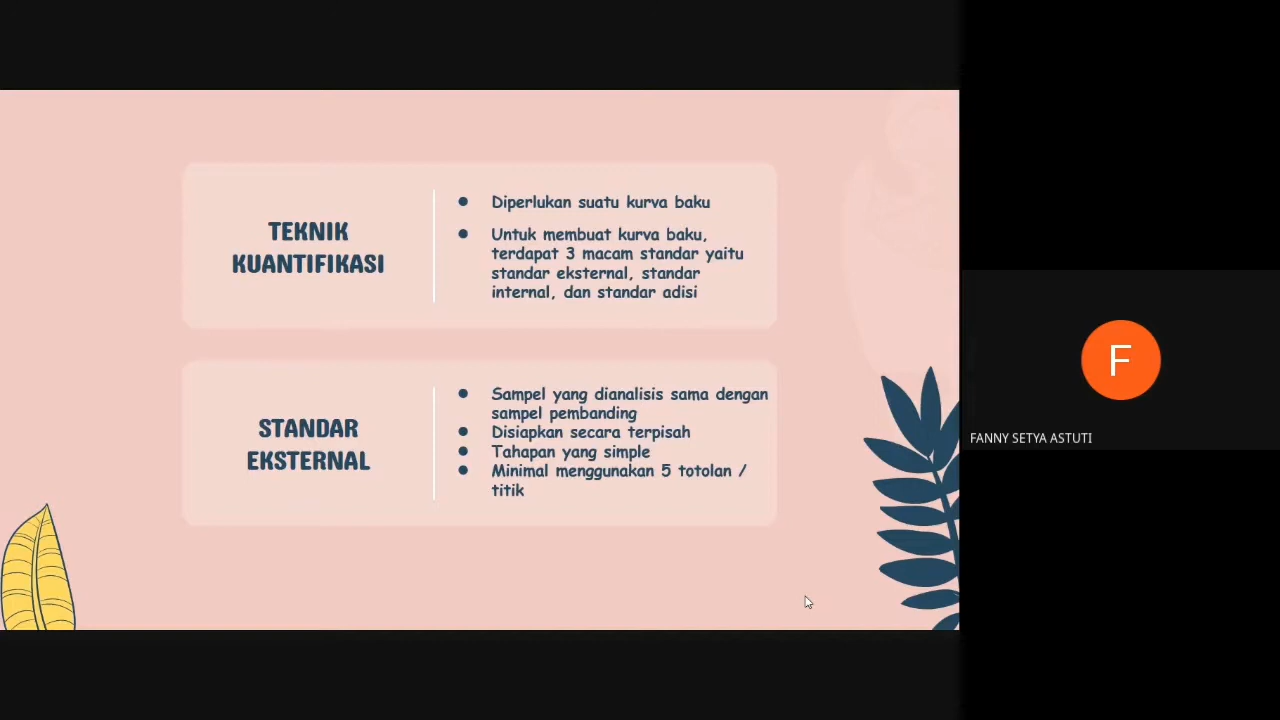 TEKNIK
KUANTIFIKASI
● Diperlukan suatu kurva baku
● Untuk membuat kurva baku,
terdapat 3 macam standar yaitu
standar eksternal, standar
internal, dan standar adisi
STANDAR
EKSTERNAL
● Sampel yang dianalisis sama dengan
sampel pembanding
● Disiapkan secara terpisah
● Tahapan yang simple
● Minimal menggunakan 5 totolan /
titik
F
FANNY SETYA ASTUTI